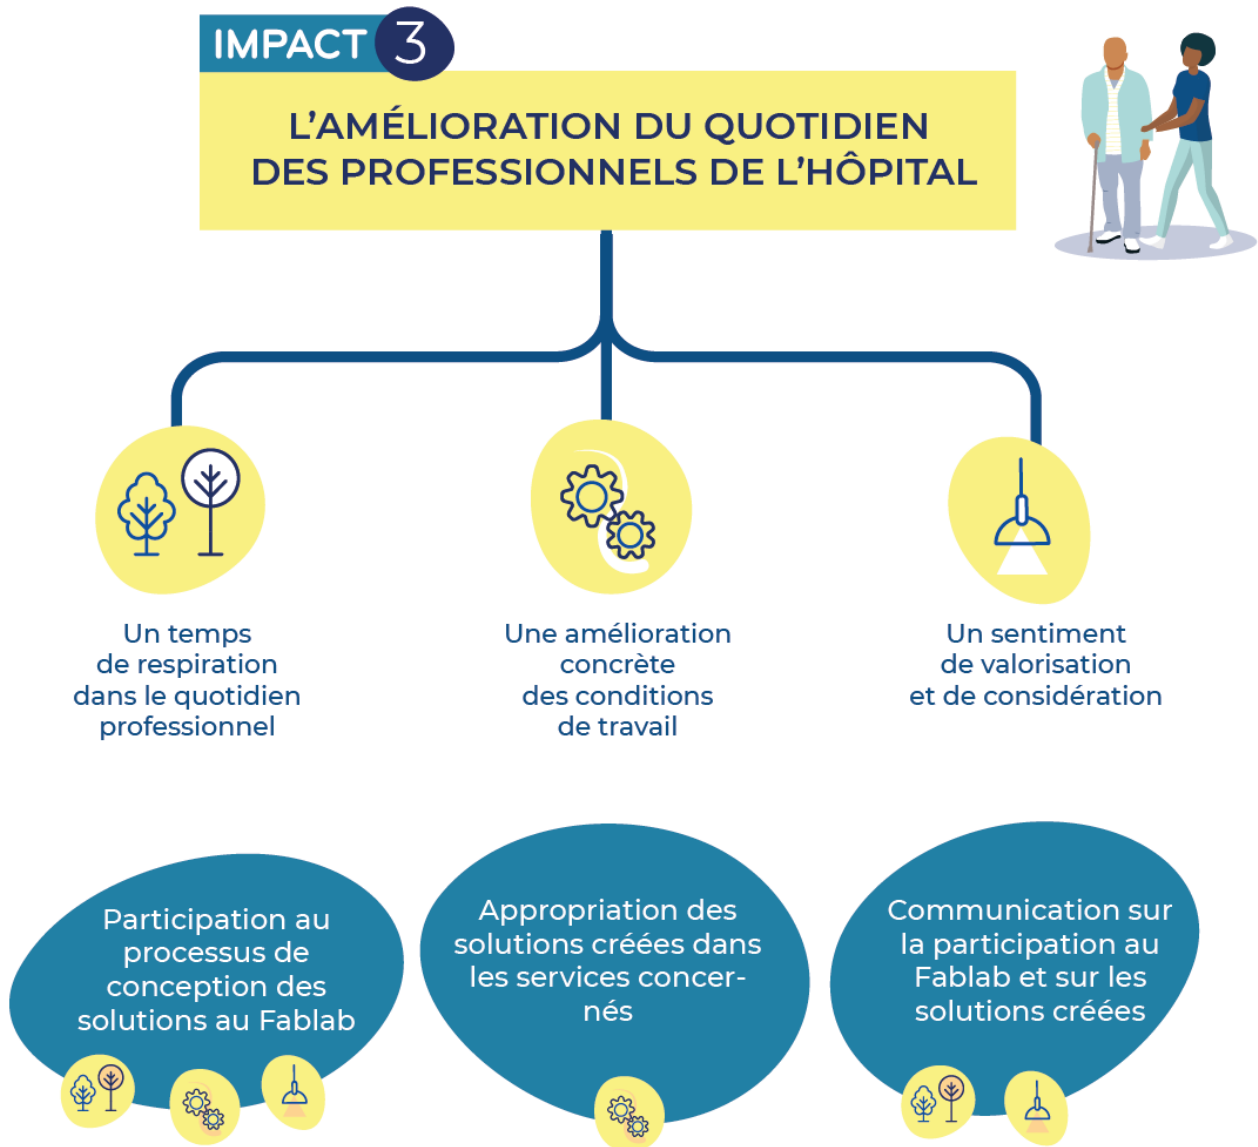 IMPACT 3
L'AMÉLIORATION DU QUOTIDIEN
DES PROFESSIONNELS DE L'HÔPITAL
Un temps
de respiration
dans le quotidien
professionnel
Une amélioration
concrète
des conditions
de travail
Un sentiment
de valorisation
et de considération
Participation au
processus de
conception des
solutions au Fablab
Appropriation des
solutions créées dans
les services concer-
nés
Communication sur
la participation au
Fablab et sur les
solutions créées